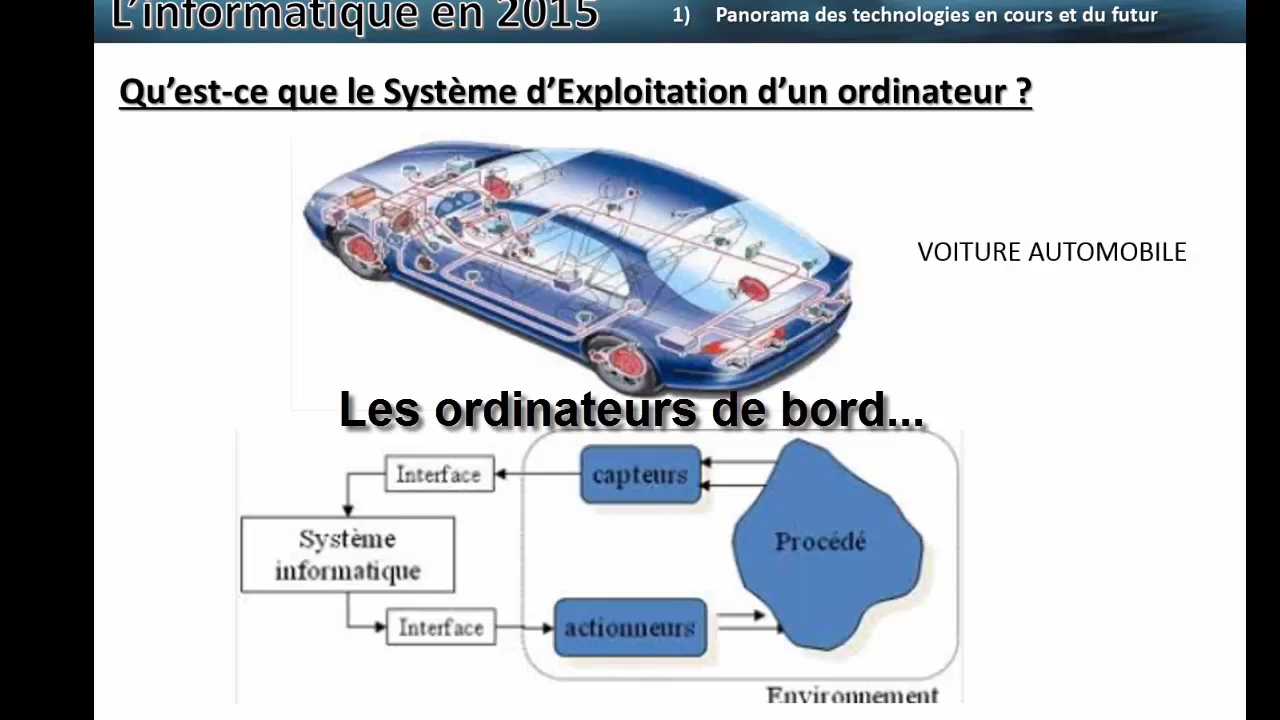 L'informatique en 2015
1) Panorama des technologies en cours et du futur
Qu'est-ce que le Système d'Exploitation d'un ordinateur ?
VOITURE AUTOMOBILE
Les ordinateurs de bord...
Interface
capteurs
Procédé
Système
informatique
Interface
actionneurs
Environnement